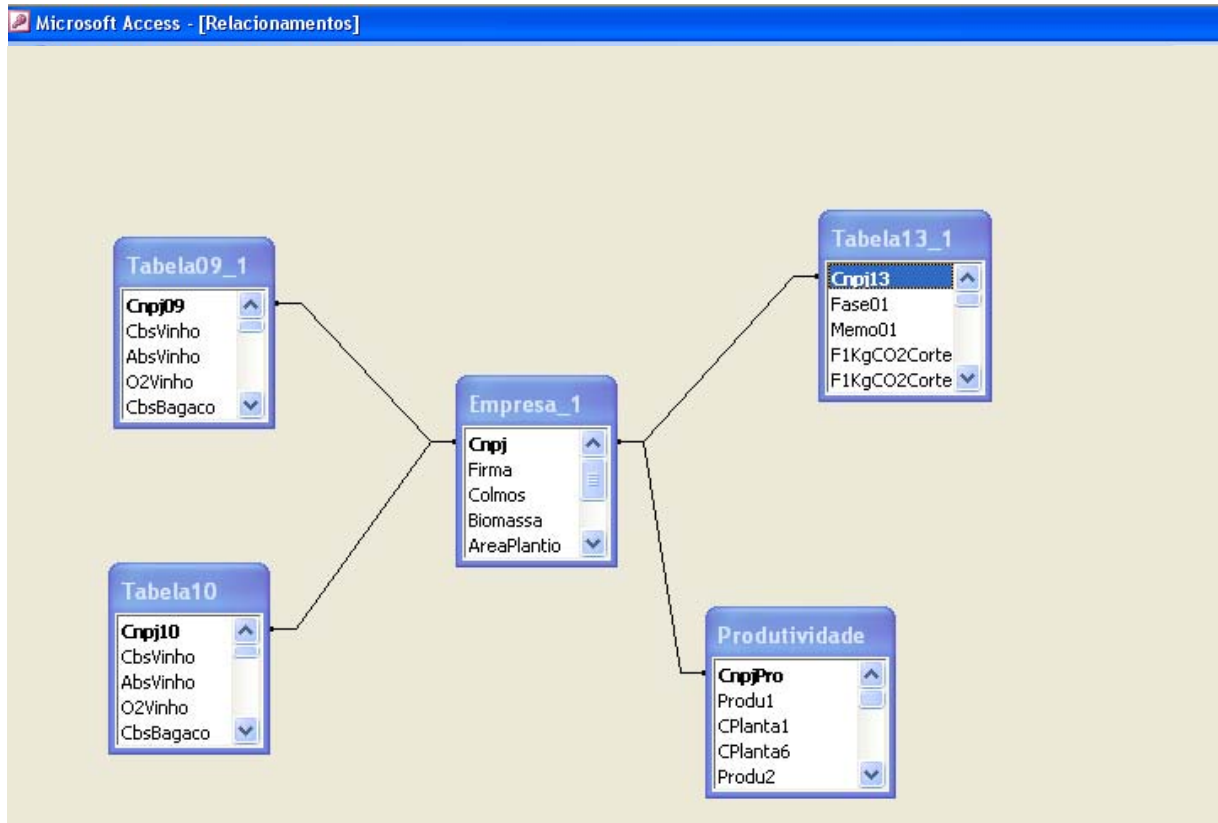 Microsoft Access - [Relacionamentos]
Tabela09_1
Cnpj09
CbsVinho
AbsVinho
O2Vinho
CbsBagaco
Tabela10
Cnpj10
CbsVinho
AbsVinho
O2Vinho
CbsBagaco
Empresa_1
Cnpj
Firma
Colmos
Biomassa
AreaPlantio
Tabela13_1
Cnpj13
Fase01
Memo01
F1KgCO2Corte
F1KgCO2Corte
Produtividade
CnpjPro
Produ1
CPlanta1
CPlanta6
Produ2